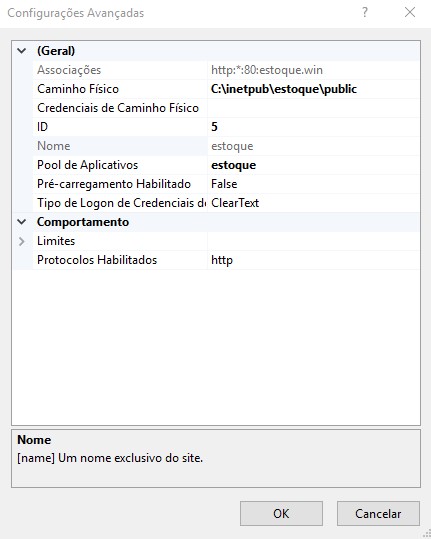 Configurações Avançadas
? ×
(Geral)
Associações http:*:80:estoque.win
Caminho Físico C:\inetpub\estoque\public
Credenciais de Caminho Físico
ID 5
Nome estoque
Pool de Aplicativos estoque
Pré-carregamento Habilitado False
Tipo de Logon de Credenciais de ClearText
Comportamento
Limites
Protocolos Habilitados http
Nome
[name] Um nome exclusivo do site.
OK Cancelar